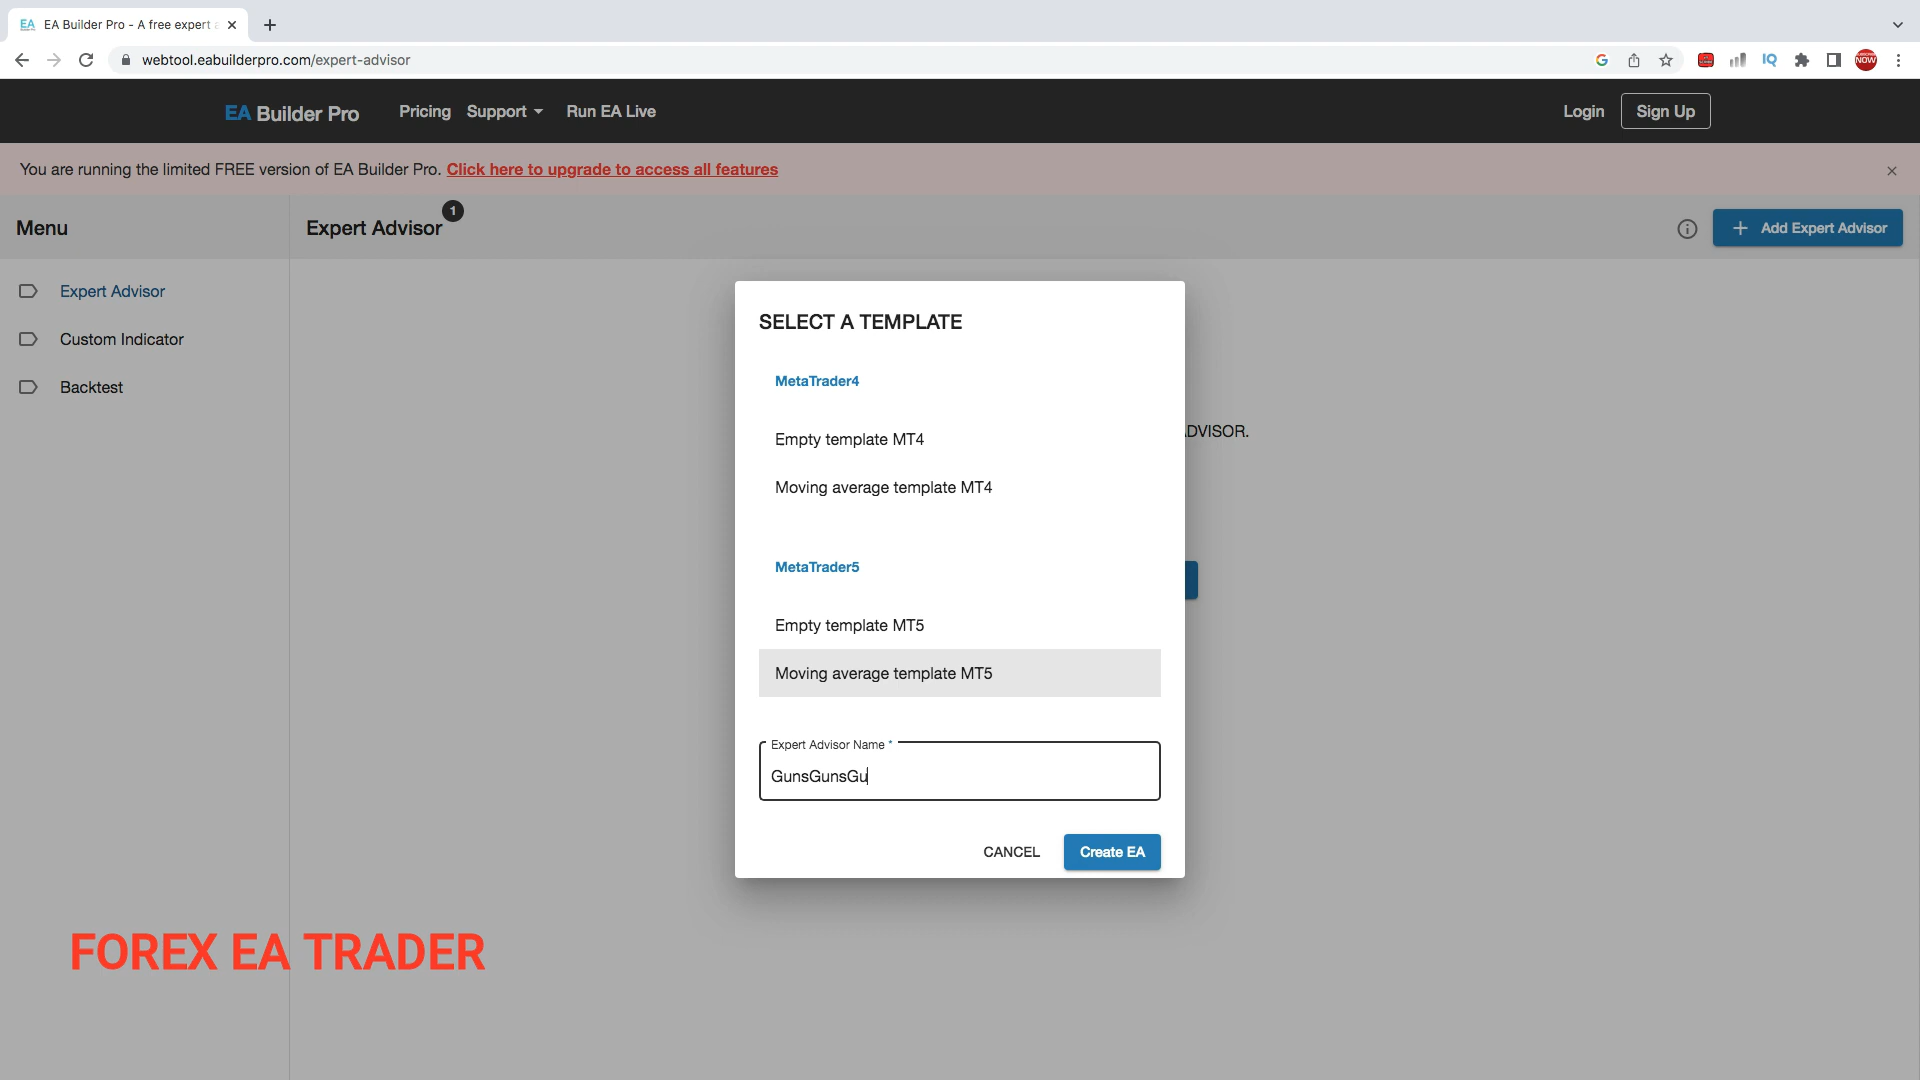 EA EA Builder Pro - A free expert a
webtool.eabuilderpro.com/expert-advisor
IQ
NOW
EA Builder Pro
Pricing
Support
Run EA Live
Login
Sign Up
You are running the limited FREE version of EA Builder Pro. Click here to upgrade to access all features
Menu
Expert Advisor
1
Add Expert Advisor
Expert Advisor
Custom Indicator
Backtest
SELECT A TEMPLATE
MetaTrader4
DVISOR.
Empty template MT4
Moving average template MT4
MetaTrader5
Empty template MT5
Moving average template MT5
Expert Advisor Name *
GunsGunsGu
CANCEL
Create EA
FOREX EA TRADER